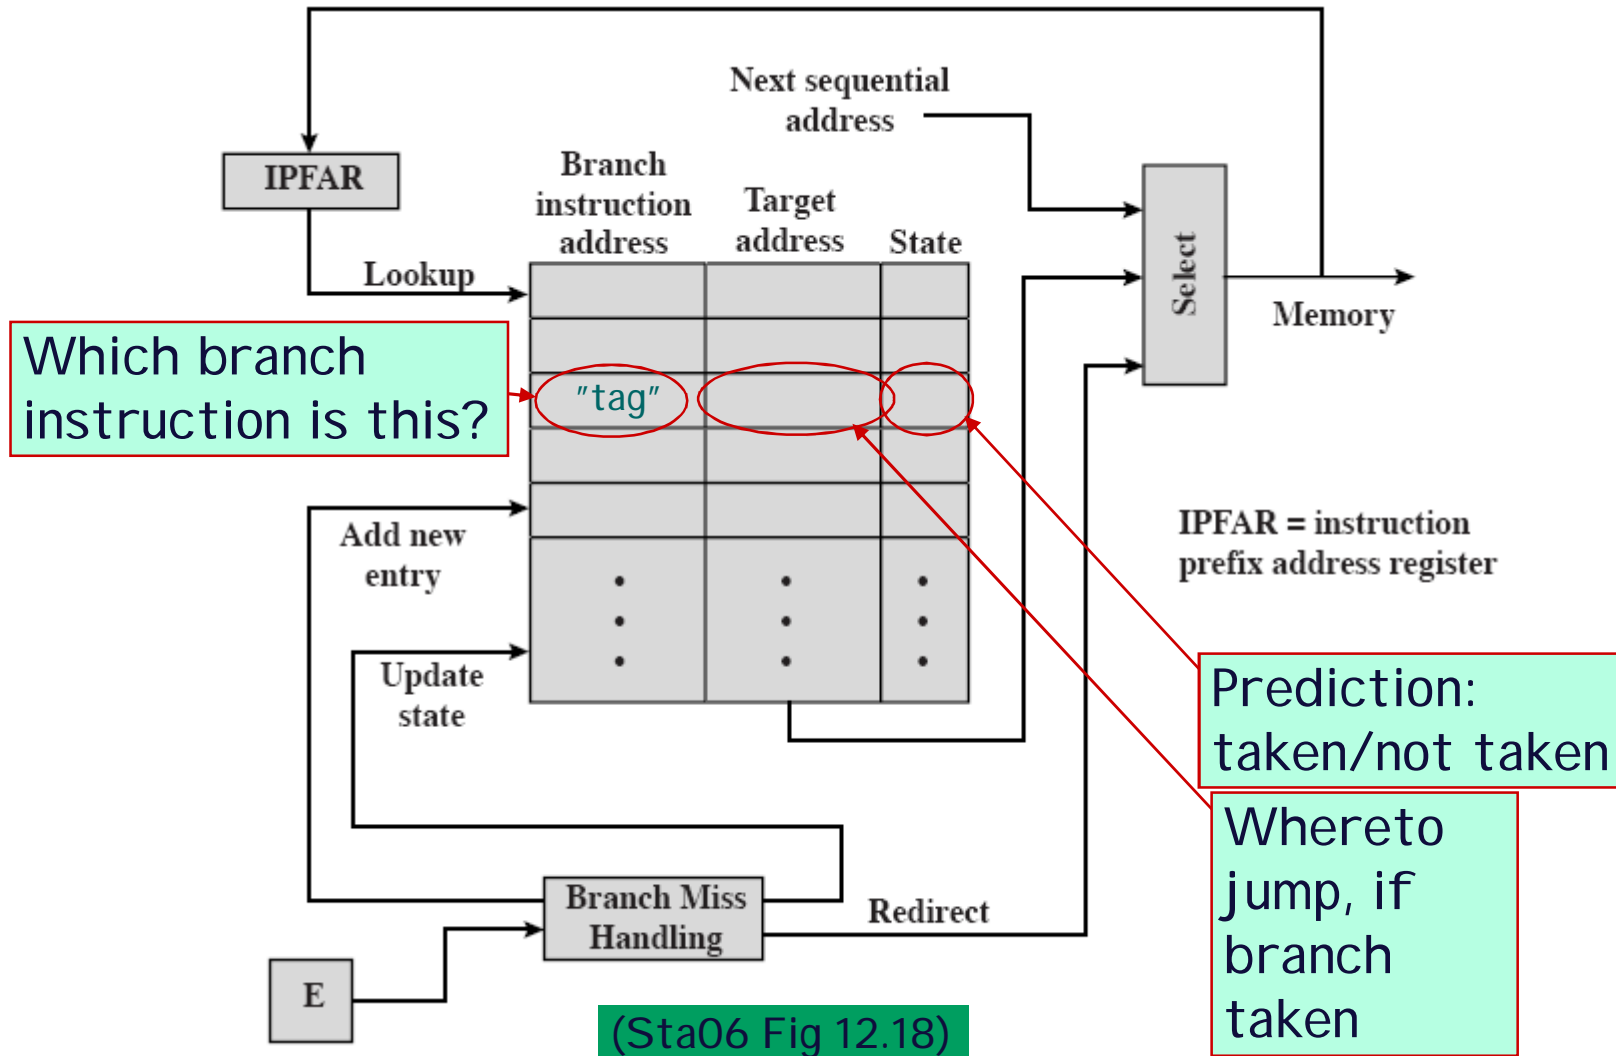 Next sequential
address
IPFAR
Branch
instruction
address
Target
address
State
Lookup
Select
Memory
Which branch
instruction is this?
"tag"
Add new
entry
IPFAR = instruction
prefix address register
Update
state
Prediction:
taken/not taken
Whereto
jump, if
branch
taken
Branch Miss
Handling
Redirect
E
(Sta06 Fig 12.18)